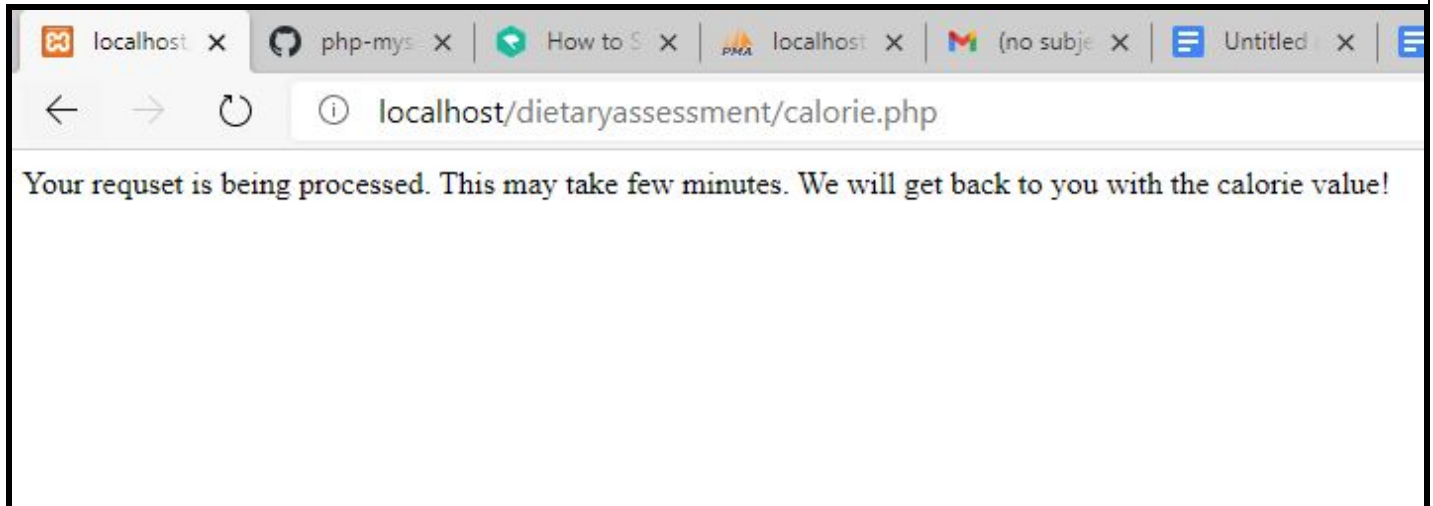 localhost php-mys How to S localhost (no subje Untitled
localhost/dietaryassessment/calorie.php
Your requset is being processed. This may take few minutes. We will get back to you with the calorie value!